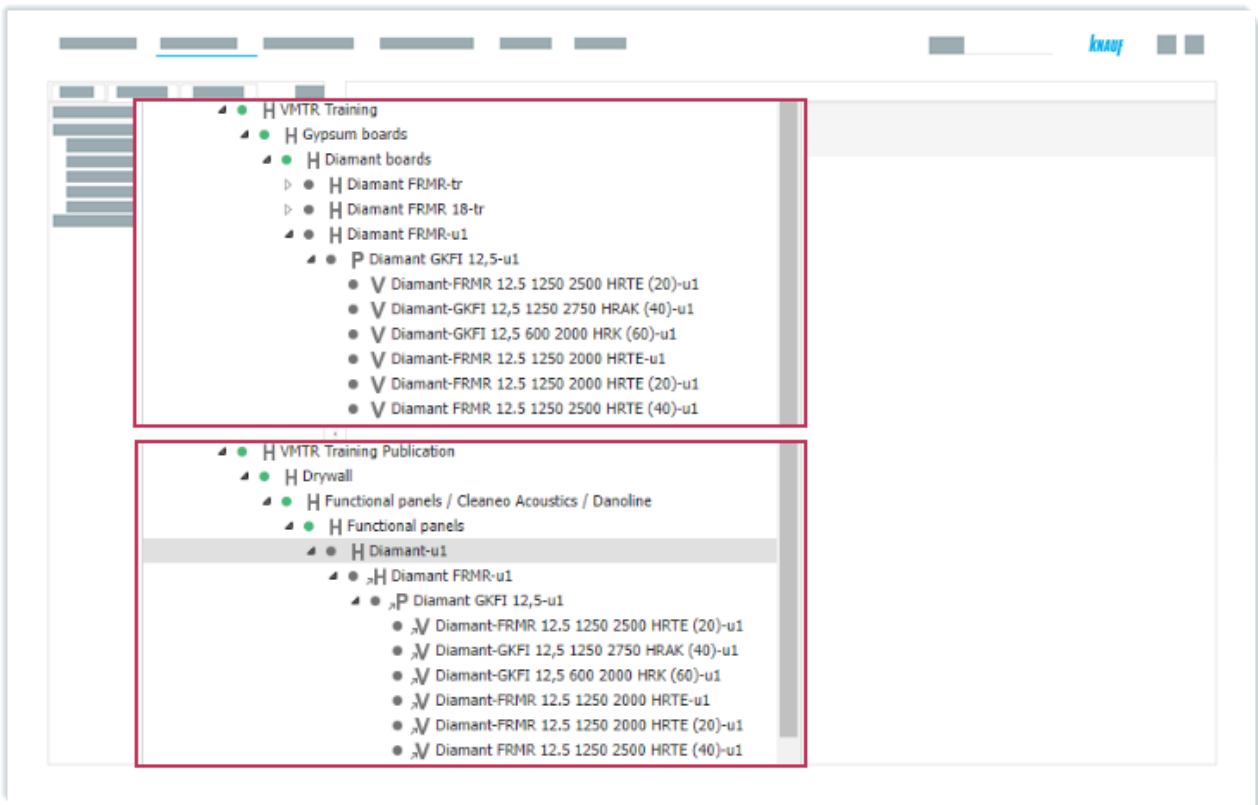 KNAUF
H VMTR Training
H Gypsum boards
H Diamant boards
H Diamant FRMR-tr
H Diamant FRMR 18-tr
H Diamant FRMR-u1
P Diamant GKFI 12,5-u1
V Diamant-FRMR 12.5 1250 2500 HRTE (20)-u1
V Diamant-GKFI 12,5 1250 2750 HRAK (40)-u1
V Diamant-GKFI 12,5 600 2000 HRK (60)-u1
V Diamant-FRMR 12.5 1250 2000 HRTE-u1
V Diamant-FRMR 12.5 1250 2000 HRTE (20)-u1
V Diamant FRMR 12.5 1250 2500 HRTE (40)-u1
H VMTR Training Publication
H Drywall
H Functional panels / Cleaneo Acoustics / Danoline
H Functional panels
H Diamant-u1
H Diamant FRMR-u1
P Diamant GKFI 12,5-u1
V Diamant-FRMR 12.5 1250 2500 HRTE (20)-u1
V Diamant-GKFI 12,5 1250 2750 HRAK (40)-u1
V Diamant-GKFI 12,5 600 2000 HRK (60)-u1
V Diamant-FRMR 12.5 1250 2000 HRTE-u1
V Diamant-FRMR 12.5 1250 2000 HRTE (20)-u1
V Diamant FRMR 12.5 1250 2500 HRTE (40)-u1